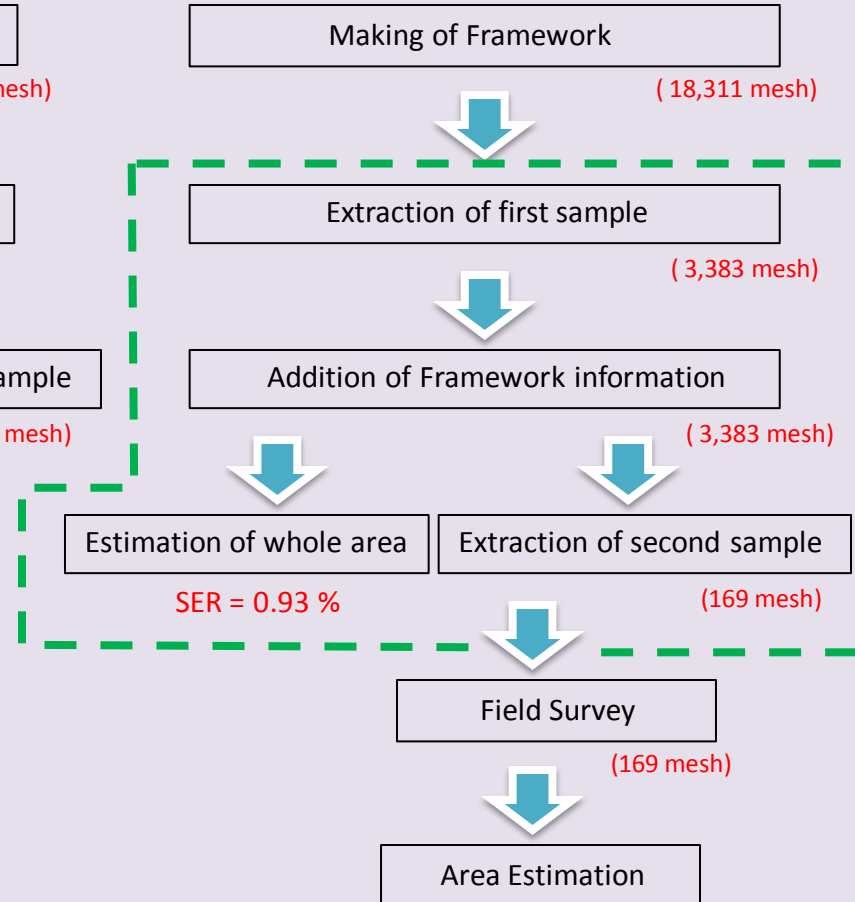 Making of Framework
mesh)
( 18,311 mesh)
Extraction of first sample
( 3,383 mesh)
ample
Addition of Framework information
mesh)
( 3,383 mesh)
Estimation of whole area
Extraction of second sample
SER = 0.93 %
(169 mesh)
Field Survey
(169 mesh)
Area Estimation